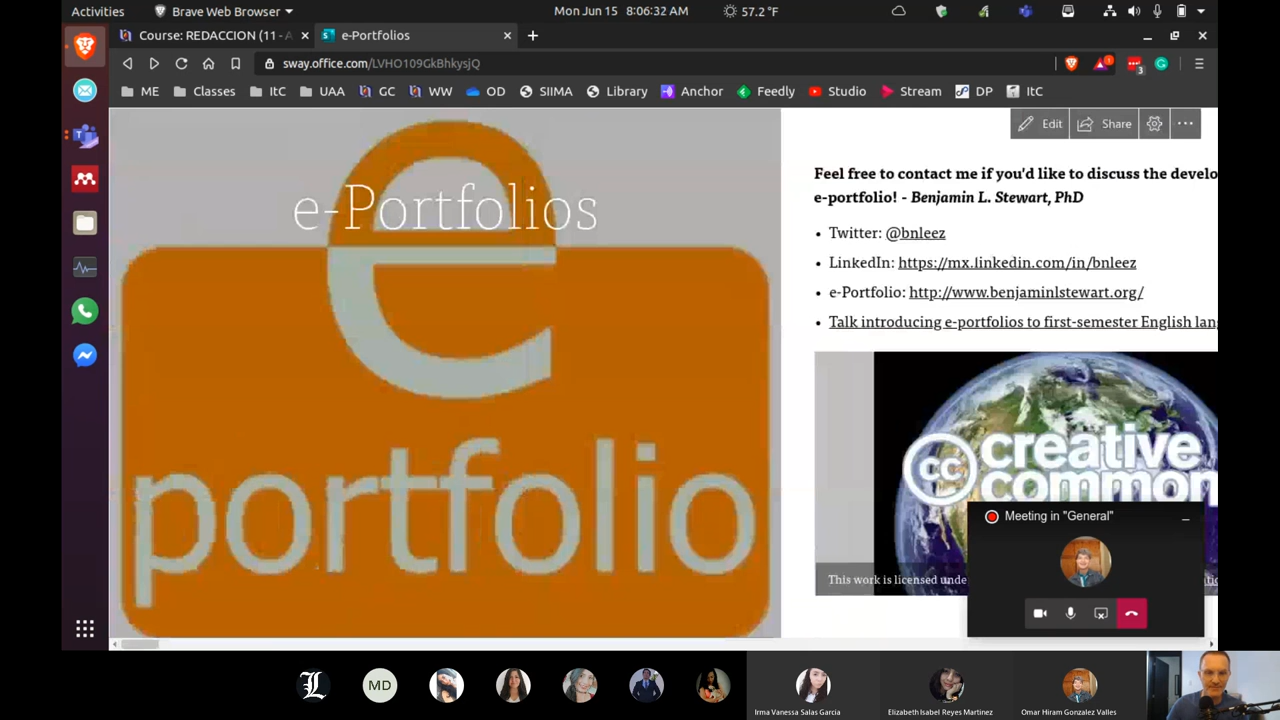 Activities
Brave Web Browser
Mon Jun 15 8:06:32 AM
57.2 °F
Course: REDACCION (11 - A
e-Portfolios
sway.office.com/LVHO109GkBhkysjQ
1
3
ME
Classes
ItC
UAA
GC
WW
OD
SIIMA
Library
Anchor
Feedly
Studio
Stream
DP
ItC
Edit
Share
e-Portfolios
e
portfolio
Feel free to contact me if you'd like to discuss the develo
e-portfolio! - Benjamin L. Stewart, PhD
• Twitter: @bnleez
• LinkedIn: https://mx.linkedin.com/in/bnleez
• e-Portfolio: http://www.benjaminlstewart.org/
• Talk introducing e-portfolios to first-semester English lan
cc creative
common
This work is licensed unde
Meeting in "General"
L
MD
Irma Vanessa Salas Garcia
Elizabeth Isabel Reyes Martinez
Omar Hiram Gonzalez Valles